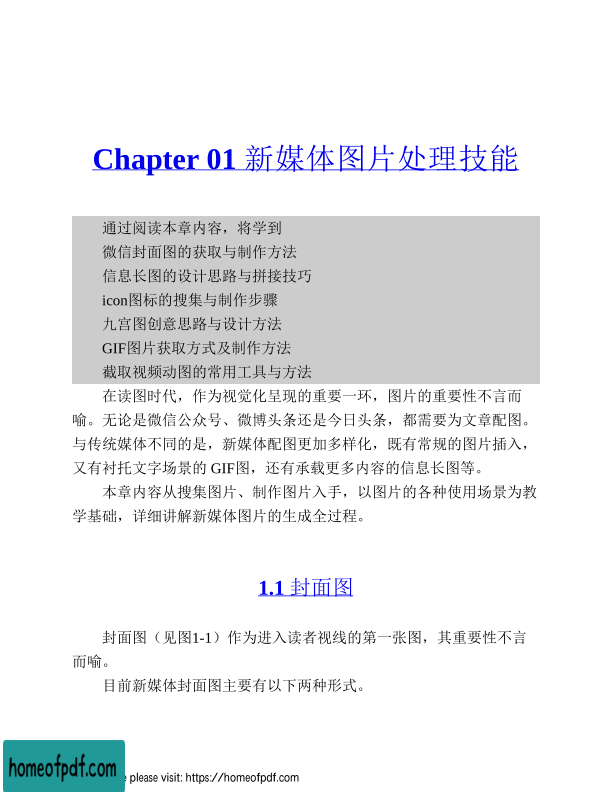 Chapter 01 新媒体图片处理技能
通过阅读本章内容，将学到
微信封面图的获取与制作方法
信息长图的设计思路与拼接技巧
icon图标的搜集与制作步骤
九宫图创意思路与设计方法
GIF图片获取方式及制作方法
截取视频动图的常用工具与方法
在读图时代，作为视觉化呈现的重要一环，图片的重要性不言而
喻。无论是微信公众号、微博头条还是今日头条，都需要为文章配图。
与传统媒体不同的是，新媒体配图更加多样化，既有常规的图片插入，
又有衬托文字场景的 GIF图，还有承载更多内容的信息长图等。
本章内容从搜集图片、制作图片入手，以图片的各种使用场景为教
学基础，详细讲解新媒体图片的生成全过程。
1.1 封面图
封面图（见图1-1）作为进入读者视线的第一张图，其重要性不言
而喻。
目前新媒体封面图主要有以下两种形式。
homeofpdf.com
please visit: https://homeofpdf.com